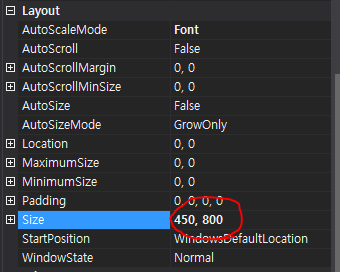 Layout
AutoScaleMode Font
AutoScroll False
AutoScrollMargin 0, 0
AutoScrollMinSize 0, 0
AutoSize False
AutoSizeMode GrowOnly
Location 0, 0
MaximumSize 0, 0
MinimumSize 0, 0
Padding 0, 0, 0, 0
Size 450, 800
StartPosition WindowsDefaultLocation
WindowState Normal